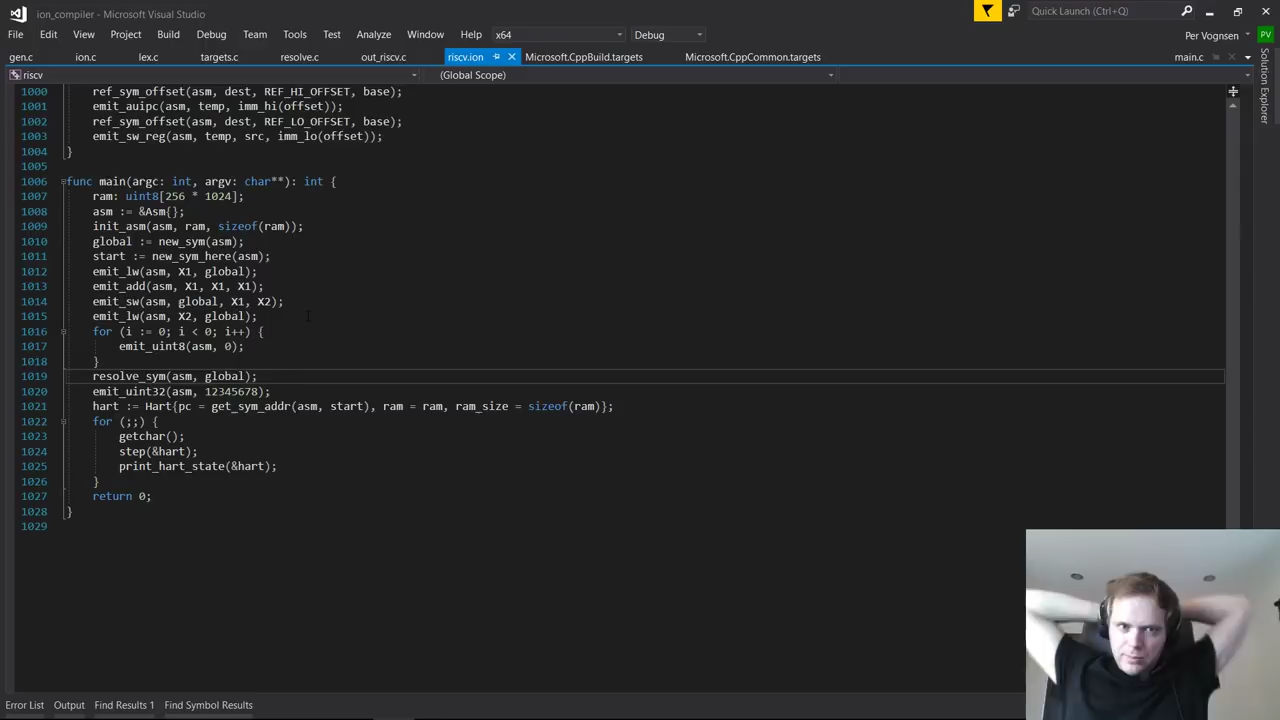 ion_compiler - Microsoft Visual Studio
Quick Launch (Ctrl+Q)
File Edit View Project Build Debug Team Tools Test Analyze Window Help x64 Debug
Per Vognsen PV
gen.c ion.c lex.c targets.c resolve.c out_riscv.c riscv.ion Microsoft.CppBuild.targets Microsoft.CppCommon.targets main.c
Solution Explorer
riscv (Global Scope)
1000 ref_sym_offset(asm, dest, REF_HI_OFFSET, base);
1001 emit_auipc(asm, temp, imm_hi(offset));
1002 ref_sym_offset(asm, dest, REF_LO_OFFSET, base);
1003 emit_sw_reg(asm, temp, src, imm_lo(offset));
1004 }
1005
1006 func main(argc: int, argv: char**): int {
1007 ram: uint8[256 * 1024];
1008 asm := &Asm{};
1009 init_asm(asm, ram, sizeof(ram));
1010 global := new_sym(asm);
1011 start := new_sym_here(asm);
1012 emit_lw(asm, X1, global);
1013 emit_add(asm, X1, X1, X1);
1014 emit_sw(asm, global, X1, X2);
1015 emit_lw(asm, X2, global);
1016 for (i := 0; i < 0; i++) {
1017 emit_uint8(asm, 0);
1018 }
1019 resolve_sym(asm, global);
1020 emit_uint32(asm, 12345678);
1021 hart := Hart{pc = get_sym_addr(asm, start), ram = ram, ram_size = sizeof(ram)};
1022 for (;;) {
1023 getchar();
1024 step(&hart);
1025 print_hart_state(&hart);
1026 }
1027 return 0;
1028 }
1029
Error List Output Find Results 1 Find Symbol Results